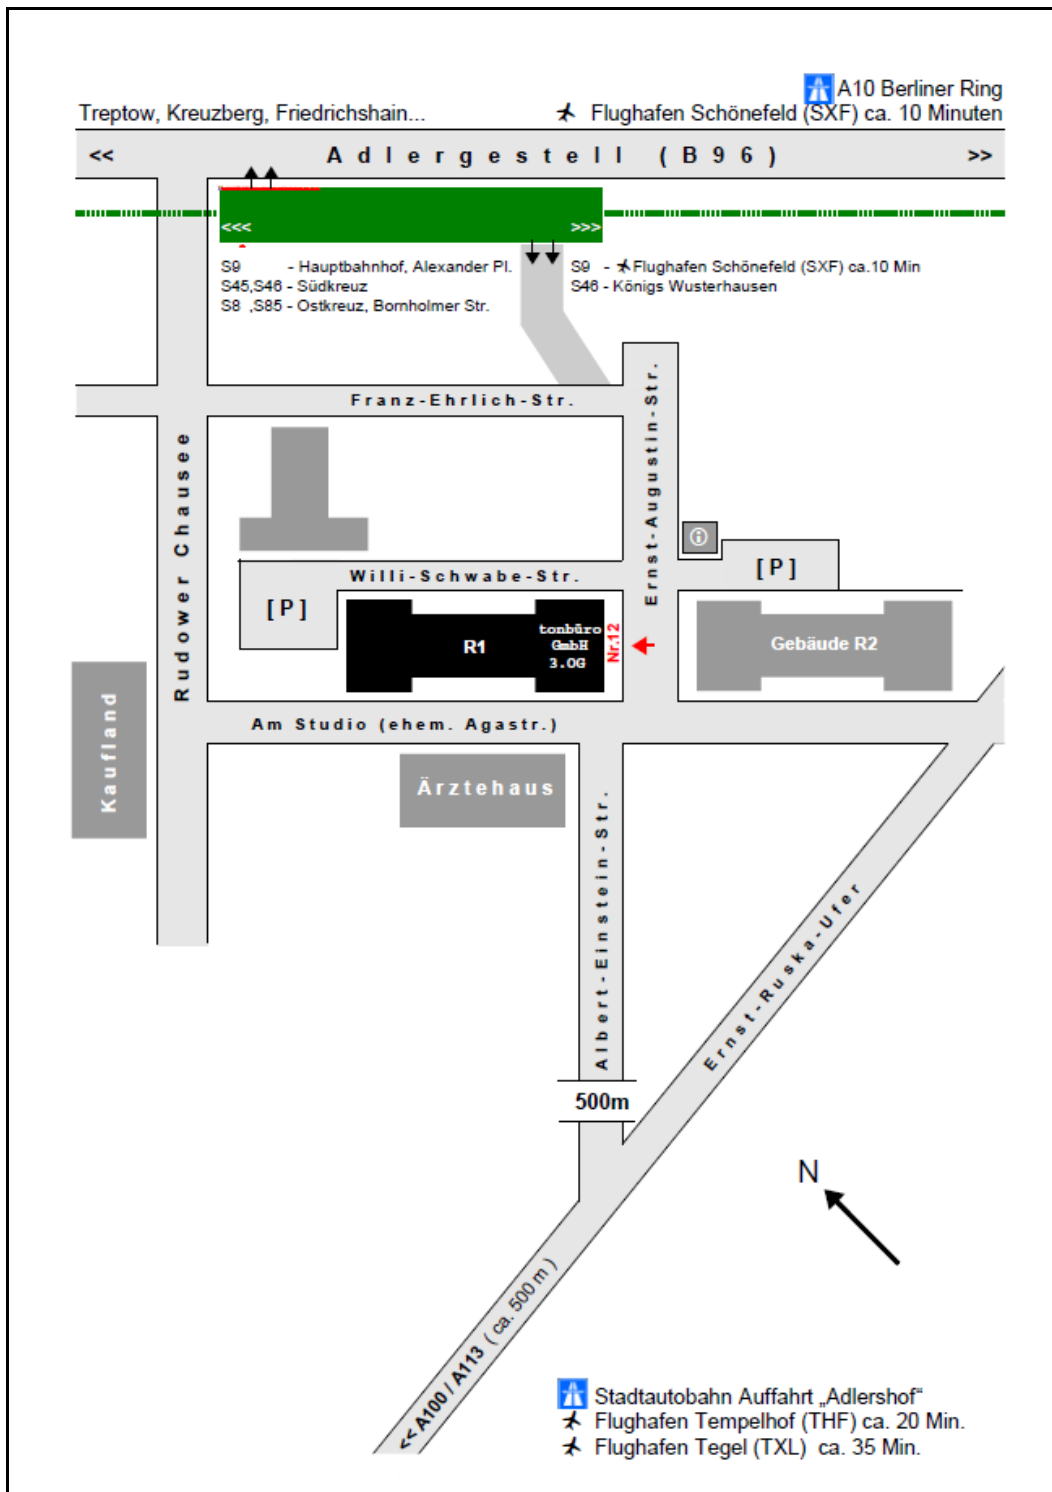 A10 Berliner Ring
Treptow, Kreuzberg, Friedrichshain...
Flughafen Schönefeld (SXF) ca. 10 Minuten
<< Adlergestell (B96) >>
<<< >>>
S9 - Hauptbahnhof, Alexander Pl.
S45,S46 - Südkreuz
S8 ,S85 - Ostkreuz, Bornholmer Str.
S9 - Flughafen Schönefeld (SXF) ca.10 Min
S46 - Königs Wusterhausen
Franz-Ehrlich-Str.
Ernst-Augustin-Str.
Rudower Chausee
Willi-Schwabe-Str.
[P]
[P]
R1
tonbüro
GmbH
3.OG
Nr.12
Gebäude R2
Kaufland
Am Studio (ehem. Agastr.)
Ärztehaus
Albert-Einstein-Str.
Ernst-Ruska-Ufer
500m
N
<< A100 / A113 ( ca. 500 m )
Stadtautobahn Auffahrt „Adlershof“
Flughafen Tempelhof (THF) ca. 20 Min.
Flughafen Tegel (TXL) ca. 35 Min.